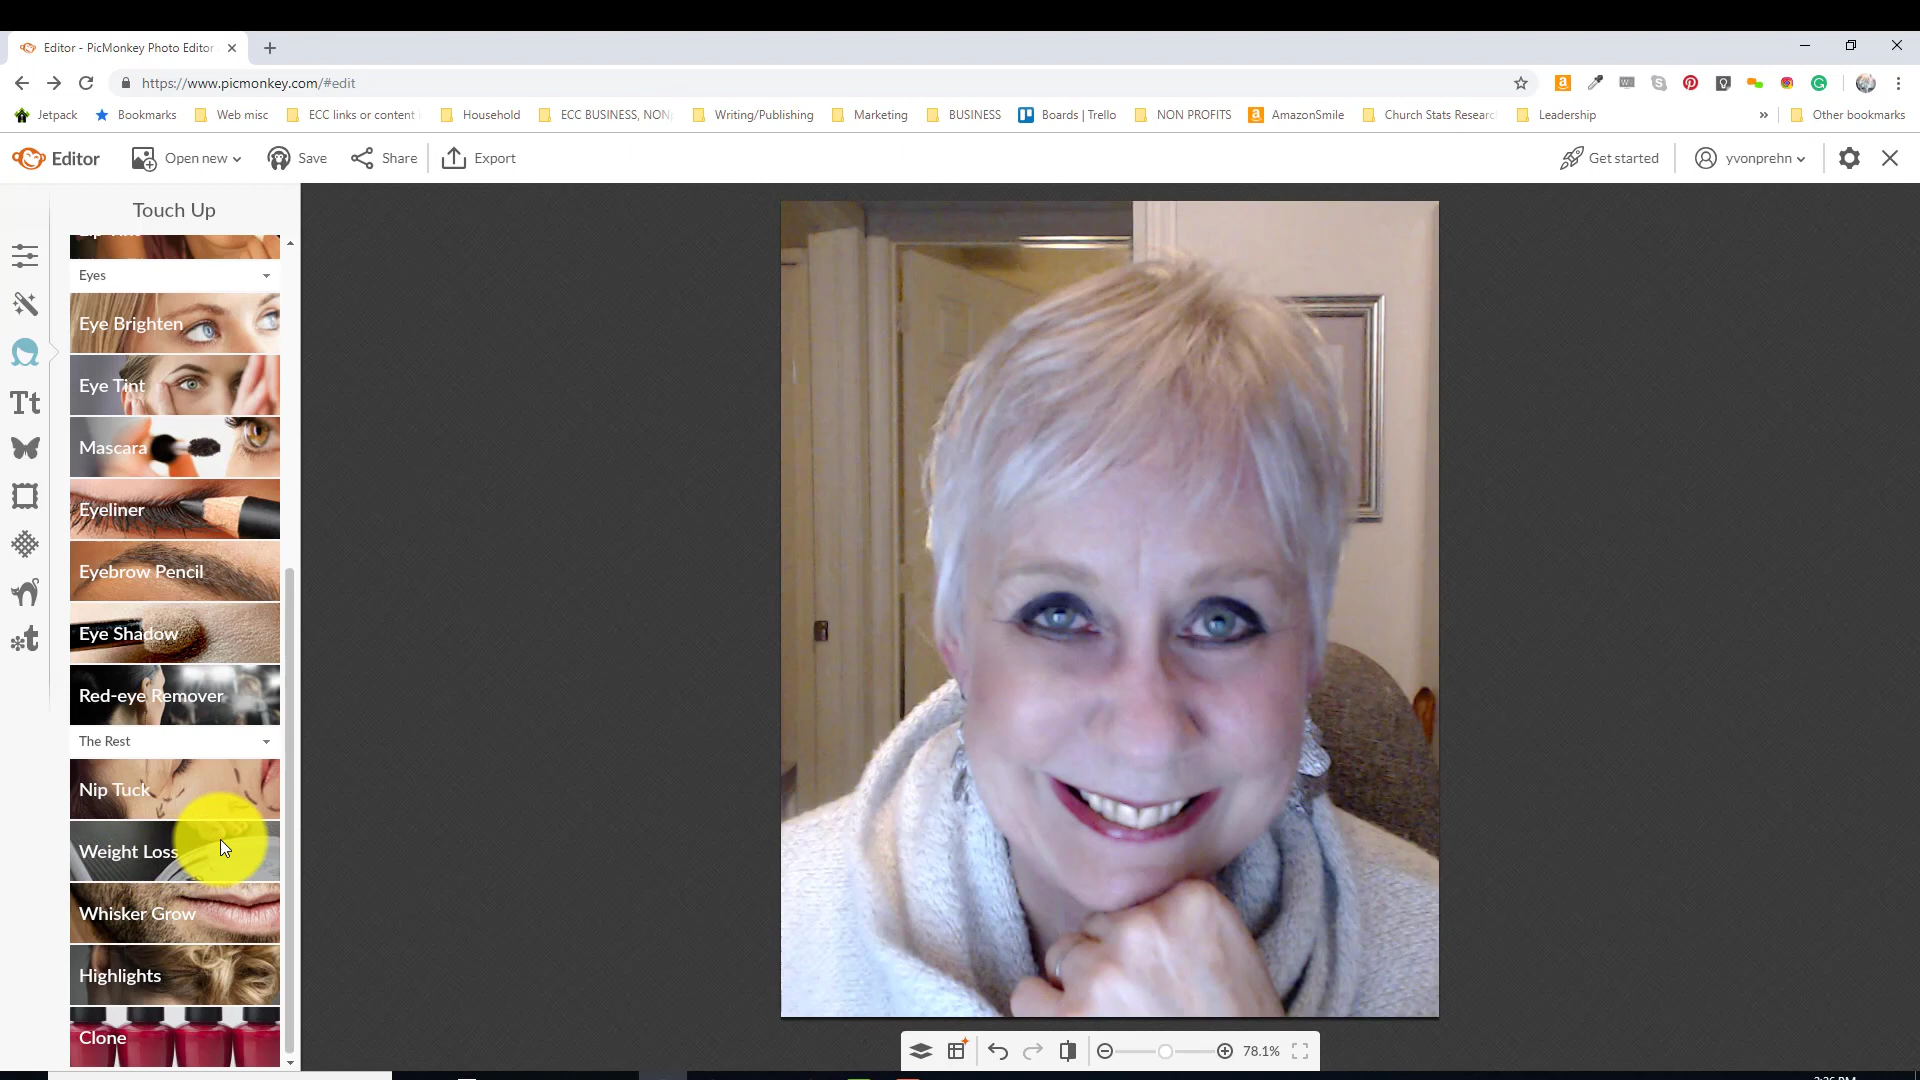 Editor - PicMonkey Photo Editor
https://www.picmonkey.com/#edit
Jetpack Bookmarks Web misc ECC links or content Household ECC BUSINESS, NON Writing/Publishing Marketing BUSINESS Boards | Trello NON PROFITS AmazonSmile Church Stats Research Leadership » Other bookmarks
Editor Open new Save Share Export Get started yvonprehn
Touch Up
Eyes
Eye Brighten
Eye Tint
Mascara
Eyeliner
Eyebrow Pencil
Eye Shadow
Red-eye Remover
The Rest
Nip Tuck
Weight Loss
Whisker Grow
Highlights
Clone
Tt
t
78.1%